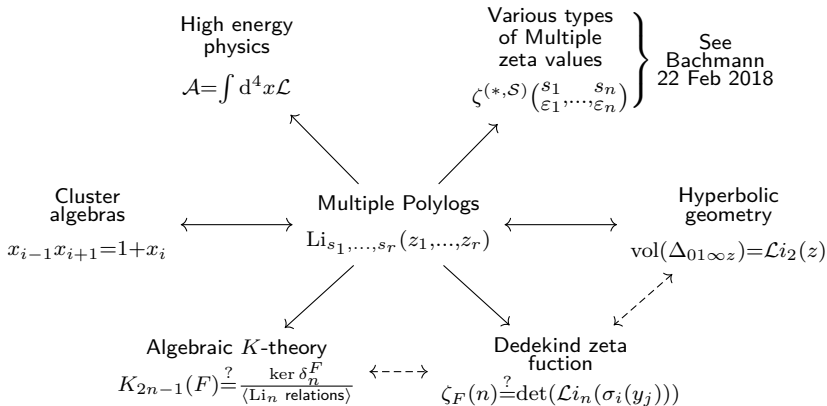 High energy
physics
𝒜=∫ d⁴xℒ
Various types
of Multiple
zeta values
ζ^{(∗,𝒮)}(s₁ ε₁,...,sₙ εₙ)
See
Bachmann
22 Feb 2018
Cluster
algebras
x_{i−1}x_{i+1}=1+x_i
Multiple Polylogs
Li_{s₁,...,s_r}(z₁,...,z_r)
Hyperbolic
geometry
vol(Δ_{01∞z})=ℒi₂(z)
Algebraic K-theory
K_{2n−1}(F) ?= ker δ_n^F / ⟨Li_n relations⟩
Dedekind zeta
fuction
ζ_F(n) ?= det(ℒi_n(σ_i(y_j)))